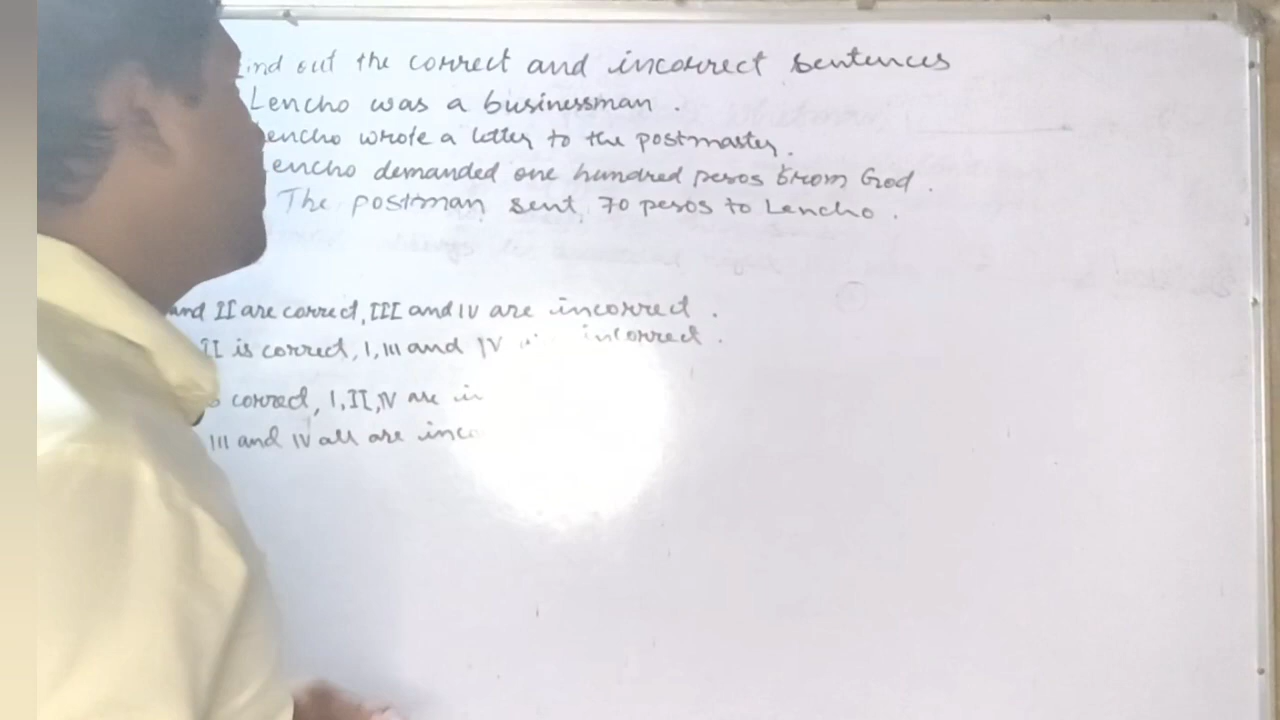 ind out the correct and incorrect sentences
Lencho was a businessman .
encho wrote a letter to the postmaster.
encho demanded one hundred pesos from God .
The postman sent 70 pesos to Lencho .
and II are correct, III and IV are incorrect .
II is correct, I, III and IV incorrect .
correct, I, II, IV are in
III and IV all are inco